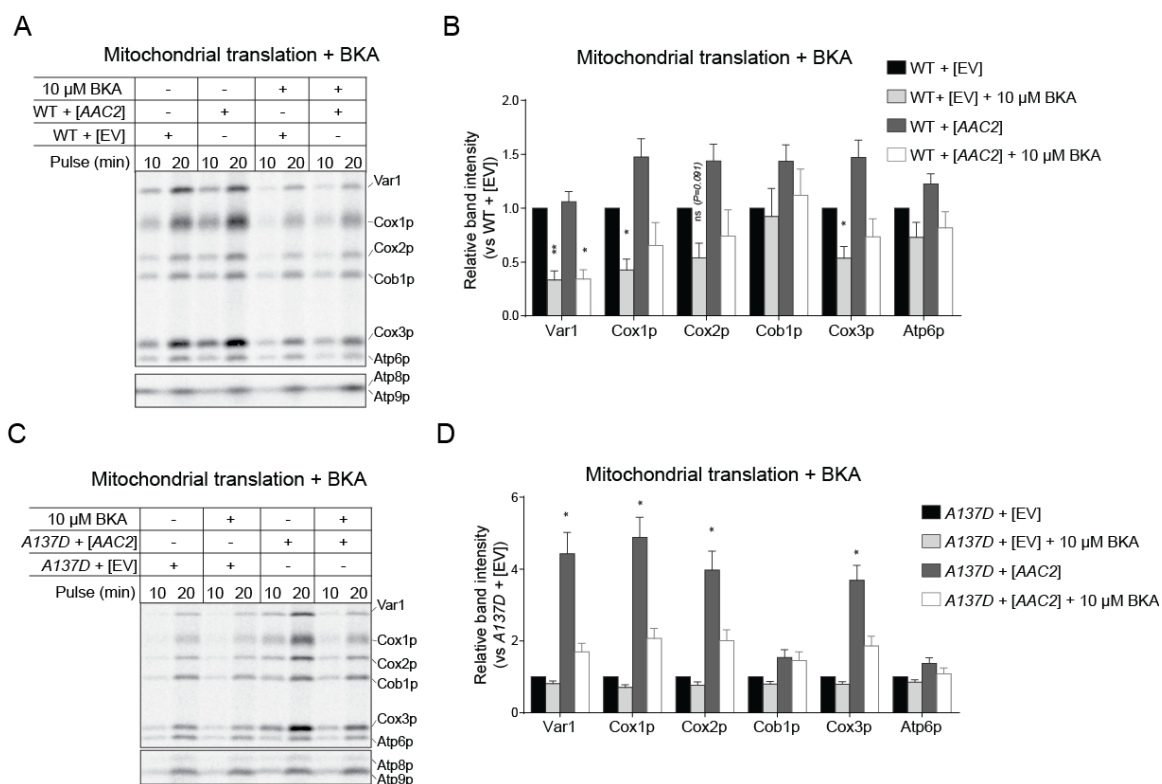 A
Mitochondrial translation + BKA
10 µM BKA - - + +
WT + [AAC2] - + - +
WT + [EV] + - + -
Pulse (min) 10 20 10 20 10 20 10 20
Var1
Cox1p
Cox2p
Cob1p
Cox3p
Atp6p
Atp8p
Atp9p
B
Mitochondrial translation + BKA
WT + [EV]
WT+ [EV] + 10 µM BKA
WT + [AAC2]
WT + [AAC2] + 10 µM BKA
Relative band intensity
(vs WT + [EV])
2.0
1.5
1.0
0.5
0.0
** * * ns (P=0.091) *
Var1 Cox1p Cox2p Cob1p Cox3p Atp6p
C
Mitochondrial translation + BKA
10 µM BKA - + - +
A137D + [AAC2] - - + +
A137D + [EV] + + - -
Pulse (min) 10 20 10 20 10 20 10 20
Var1
Cox1p
Cox2p
Cob1p
Cox3p
Atp6p
Atp8p
Atp9p
D
Mitochondrial translation + BKA
A137D + [EV]
A137D + [EV] + 10 µM BKA
A137D + [AAC2]
A137D + [AAC2] + 10 µM BKA
Relative band intensity
(vs A137D + [EV])
6
4
2
0
* * * *
Var1 Cox1p Cox2p Cob1p Cox3p Atp6p